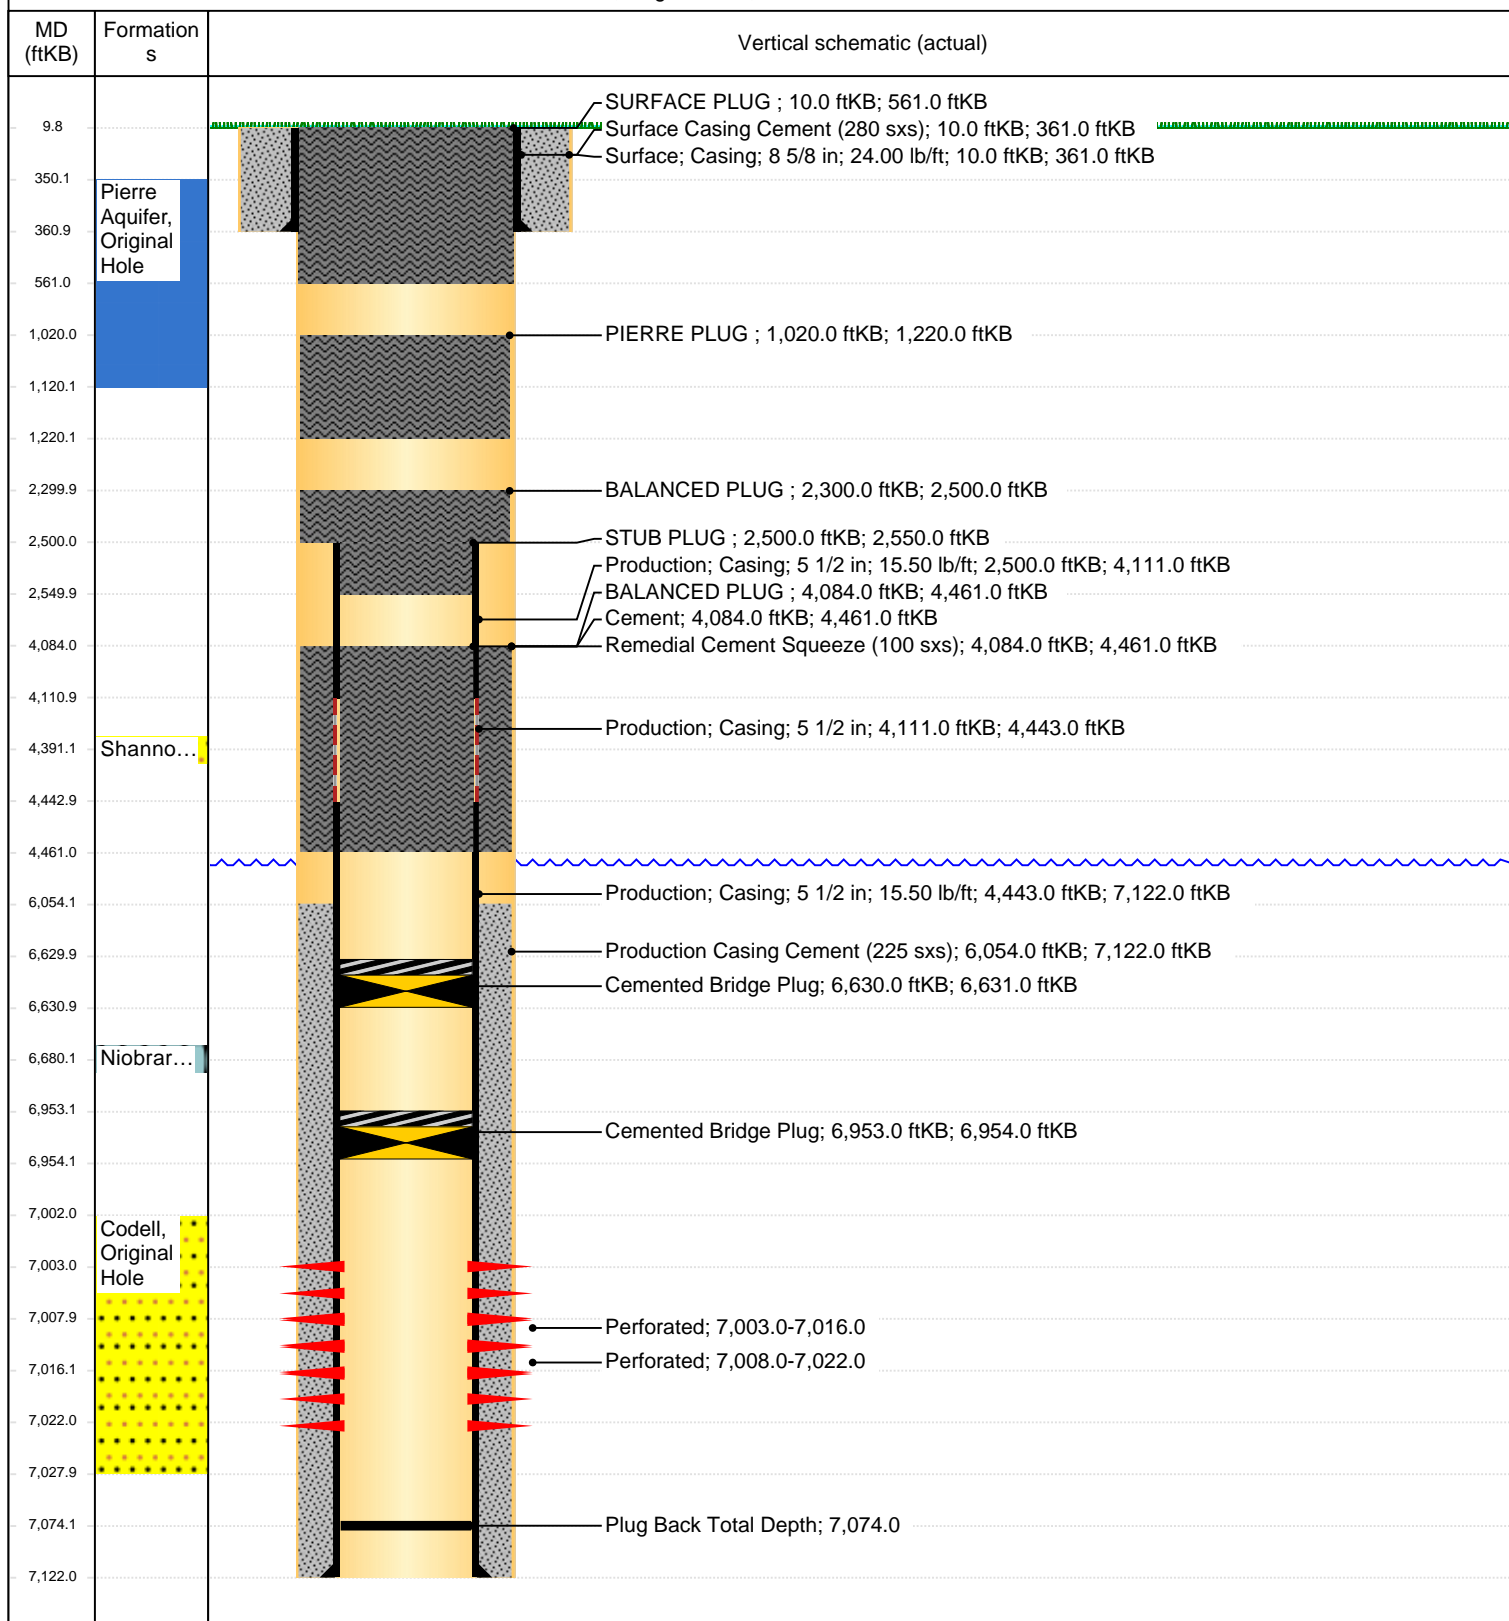 MD
(ftKB)
Formation
s
Vertical schematic (actual)
9.8
350.1
360.9
561.0
1,020.0
1,120.1
1,220.1
2,299.9
2,500.0
2,549.9
4,084.0
4,110.9
4,391.1
4,442.9
4,461.0
6,054.1
6,629.9
6,630.9
6,680.1
6,953.1
6,954.1
7,002.0
7,003.0
7,007.9
7,016.1
7,022.0
7,027.9
7,074.1
7,122.0
Pierre
Aquifer,
Original
Hole
Shanno…
Niobrar…
Codell,
Original
Hole
SURFACE PLUG ; 10.0 ftKB; 561.0 ftKB
Surface Casing Cement (280 sxs); 10.0 ftKB; 361.0 ftKB
Surface; Casing; 8 5/8 in; 24.00 lb/ft; 10.0 ftKB; 361.0 ftKB
PIERRE PLUG ; 1,020.0 ftKB; 1,220.0 ftKB
BALANCED PLUG ; 2,300.0 ftKB; 2,500.0 ftKB
STUB PLUG ; 2,500.0 ftKB; 2,550.0 ftKB
Production; Casing; 5 1/2 in; 15.50 lb/ft; 2,500.0 ftKB; 4,111.0 ftKB
BALANCED PLUG ; 4,084.0 ftKB; 4,461.0 ftKB
Cement; 4,084.0 ftKB; 4,461.0 ftKB
Remedial Cement Squeeze (100 sxs); 4,084.0 ftKB; 4,461.0 ftKB
Production; Casing; 5 1/2 in; 4,111.0 ftKB; 4,443.0 ftKB
Production; Casing; 5 1/2 in; 15.50 lb/ft; 4,443.0 ftKB; 7,122.0 ftKB
Production Casing Cement (225 sxs); 6,054.0 ftKB; 7,122.0 ftKB
Cemented Bridge Plug; 6,630.0 ftKB; 6,631.0 ftKB
Cemented Bridge Plug; 6,953.0 ftKB; 6,954.0 ftKB
Perforated; 7,003.0-7,016.0
Perforated; 7,008.0-7,022.0
Plug Back Total Depth; 7,074.0